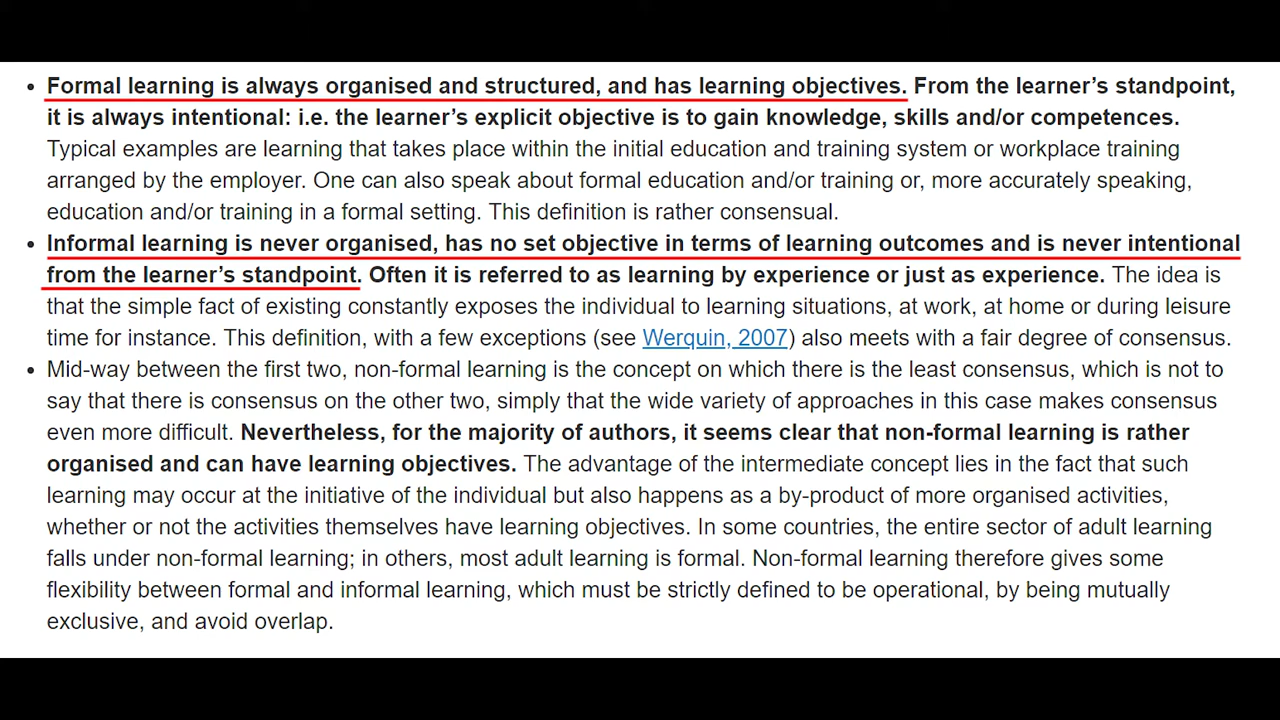 • Formal learning is always organised and structured, and has learning objectives. From the learner’s standpoint,
it is always intentional: i.e. the learner’s explicit objective is to gain knowledge, skills and/or competences.
Typical examples are learning that takes place within the initial education and training system or workplace training
arranged by the employer. One can also speak about formal education and/or training or, more accurately speaking,
education and/or training in a formal setting. This definition is rather consensual.
• Informal learning is never organised, has no set objective in terms of learning outcomes and is never intentional
from the learner’s standpoint. Often it is referred to as learning by experience or just as experience. The idea is
that the simple fact of existing constantly exposes the individual to learning situations, at work, at home or during leisure
time for instance. This definition, with a few exceptions (see Werquin, 2007) also meets with a fair degree of consensus.
• Mid-way between the first two, non-formal learning is the concept on which there is the least consensus, which is not to
say that there is consensus on the other two, simply that the wide variety of approaches in this case makes consensus
even more difficult. Nevertheless, for the majority of authors, it seems clear that non-formal learning is rather
organised and can have learning objectives. The advantage of the intermediate concept lies in the fact that such
learning may occur at the initiative of the individual but also happens as a by-product of more organised activities,
whether or not the activities themselves have learning objectives. In some countries, the entire sector of adult learning
falls under non-formal learning; in others, most adult learning is formal. Non-formal learning therefore gives some
flexibility between formal and informal learning, which must be strictly defined to be operational, by being mutually
exclusive, and avoid overlap.